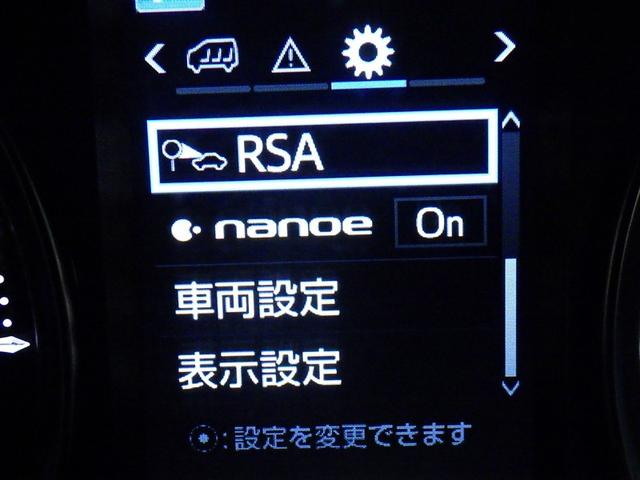 RSA
nanoe On
車両設定
表示設定
:設定を変更できます